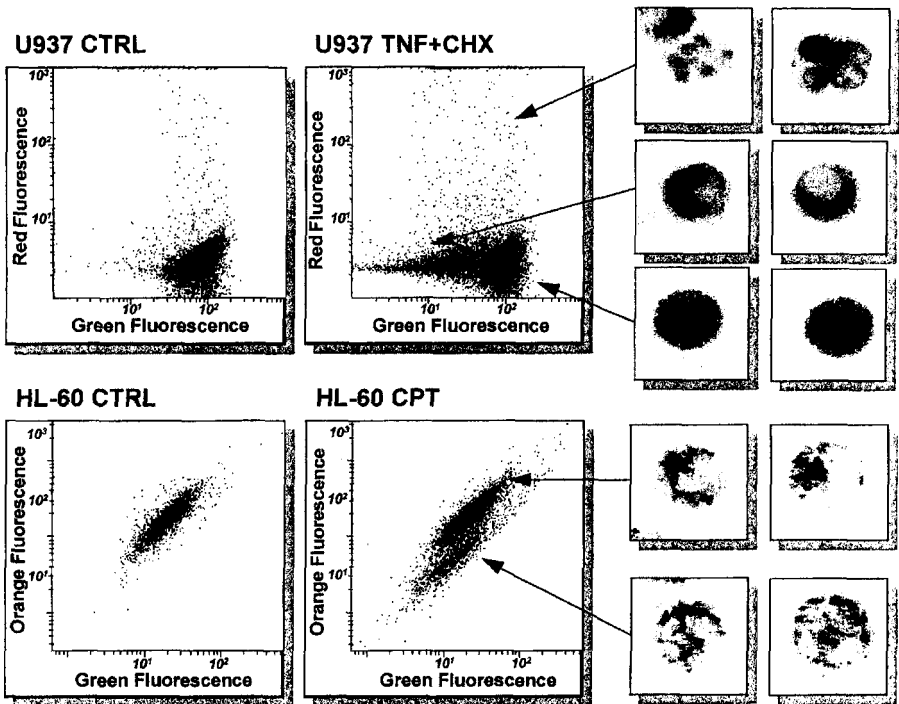 U937 CTRL
U937 TNF+CHX
10³
10²
10¹
Red Fluorescence
10¹ 10²
Green Fluorescence
10³
10²
10¹
Red Fluorescence
10¹ 10²
Green Fluorescence
HL-60 CTRL
HL-60 CPT
10³
10²
10¹
Orange Fluorescence
10¹ 10²
Green Fluorescence
10³
10²
10¹
Orange Fluorescence
10¹ 10²
Green Fluorescence